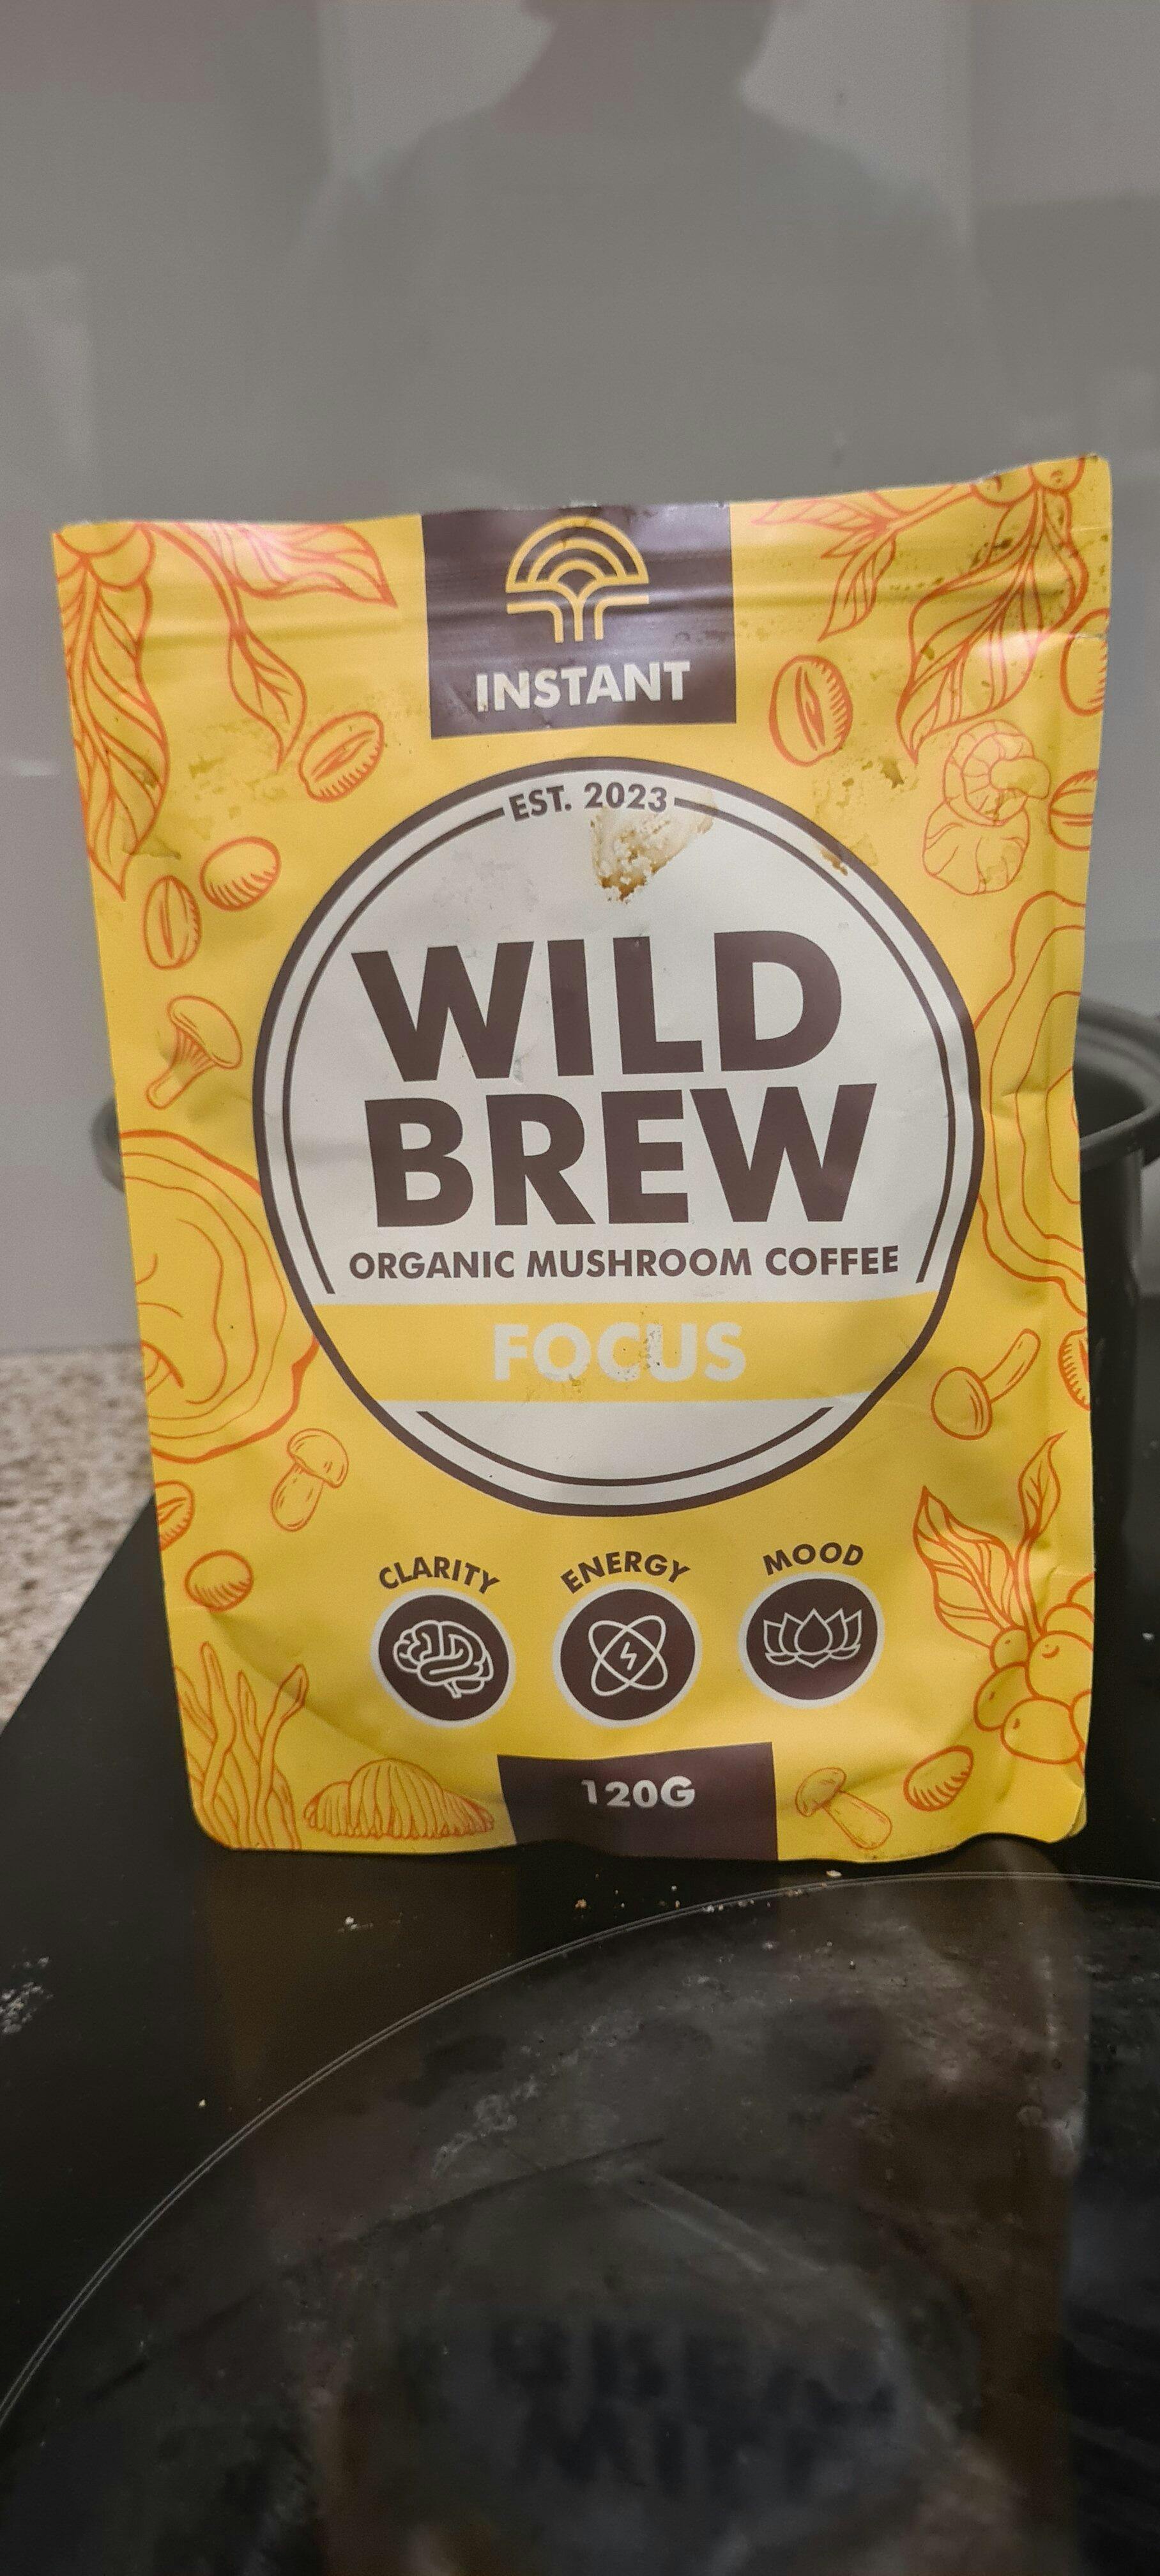 INSTANT
EST. 2023
WILD
BREW
ORGANIC MUSHROOM COFFEE
FOCUS
CLARITY
ENERGY
MOOD
120G